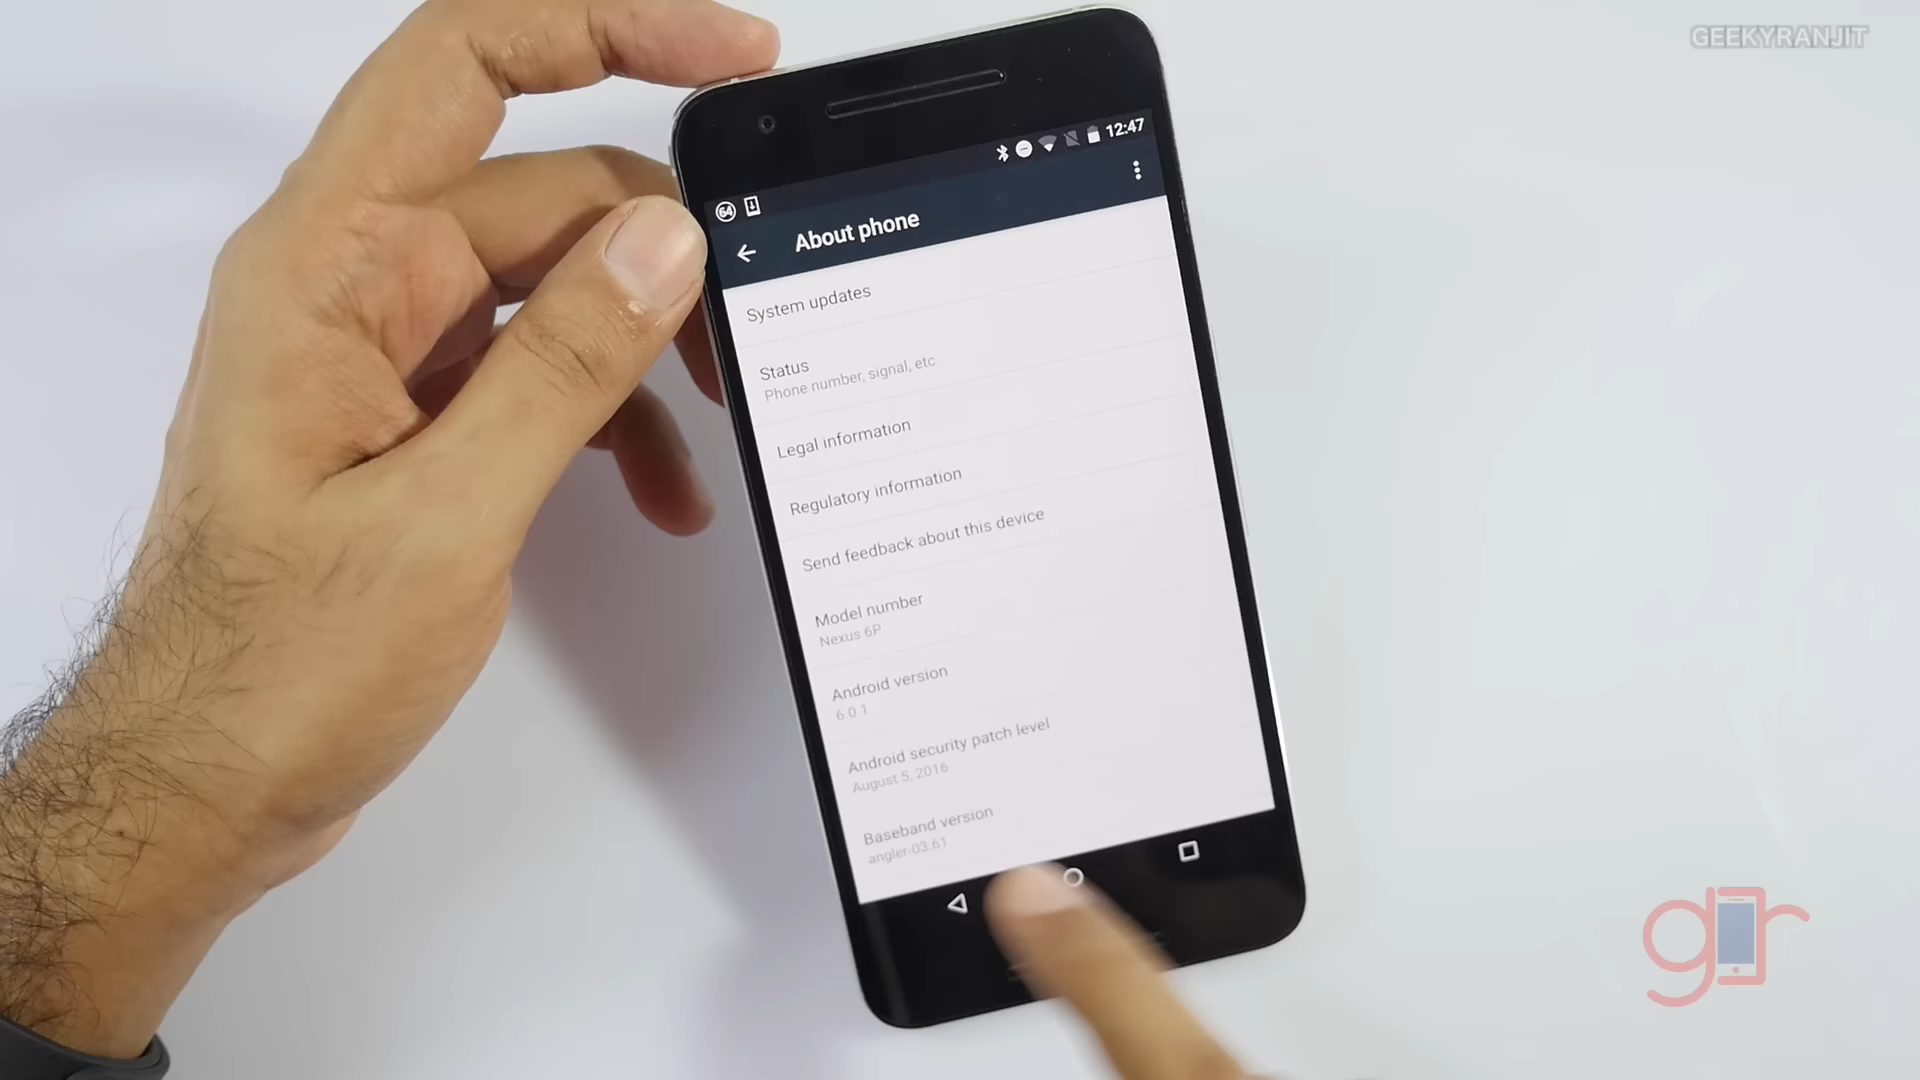 GEEKYRANJIT
12:47
64
About phone
System updates
Status
Phone number, signal, etc
Legal information
Regulatory information
Send feedback about this device
Model number
Nexus 6P
Android version
6.0.1
Android security patch level
August 5, 2016
Baseband version
angler-03.61
gr